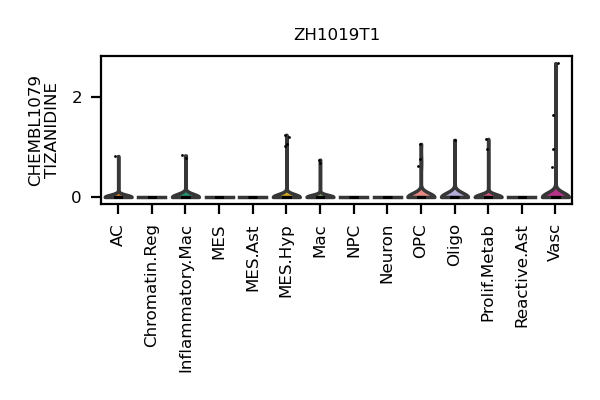 ZH1019T1
CHEMBL1079
TIZANIDINE
2
0
AC
Chromatin.Reg
Inflammatory.Mac
MES
MES.Ast
MES.Hyp
Mac
NPC
Neuron
OPC
Oligo
Prolif.Metab
Reactive.Ast
Vasc